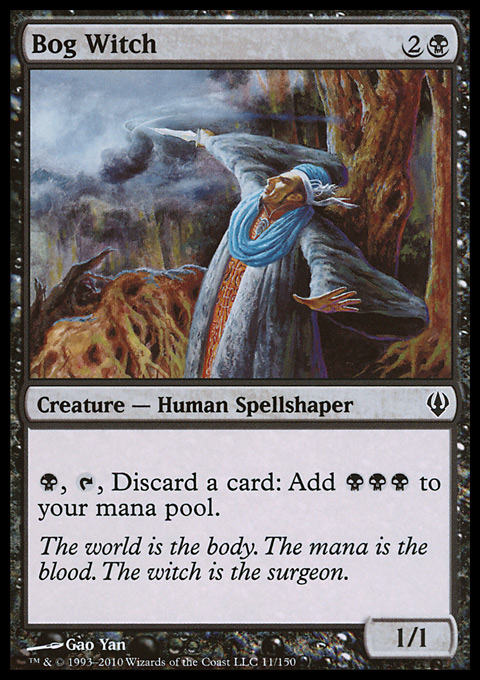 Bog Witch 2
Creature — Human Spellshaper
, , Discard a card: Add to
your mana pool.
The world is the body. The mana is the
blood. The witch is the surgeon.
Gao Yan
1/1
™ & © 1993–2010 Wizards of the Coast LLC 11/150